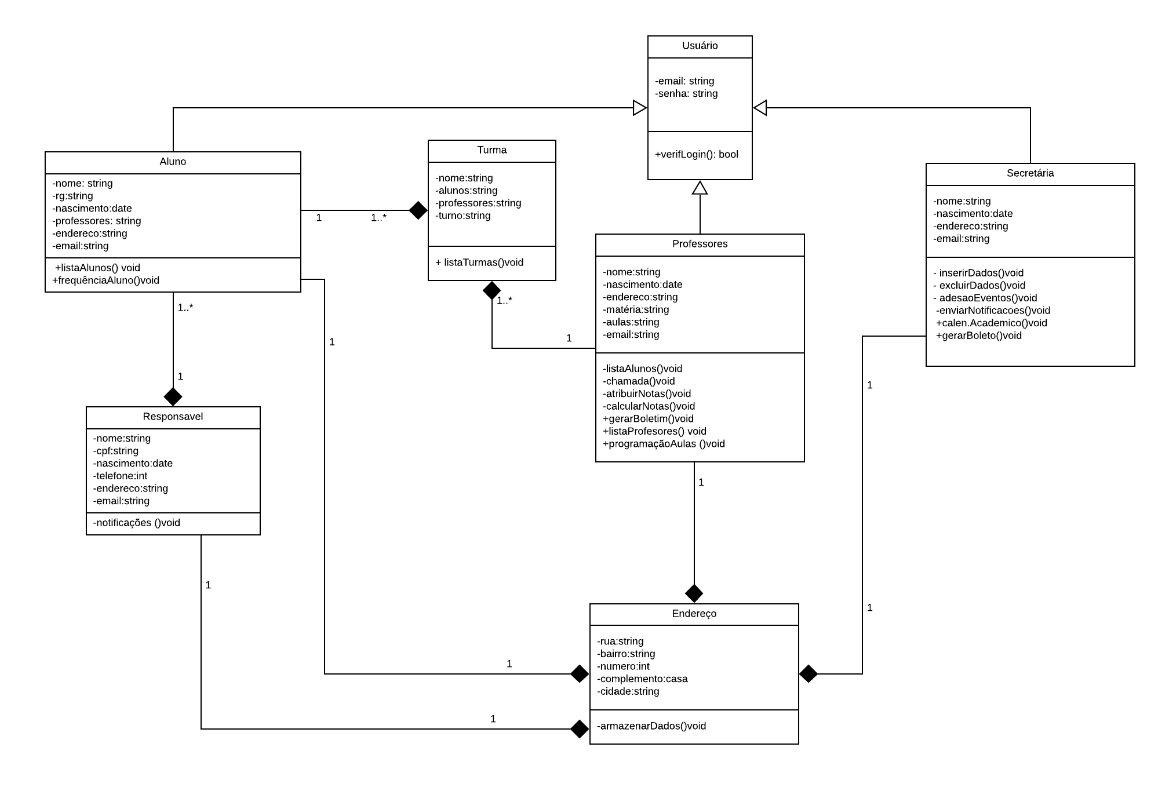 Usuário
-email: string
-senha: string
+verifLogin(): bool
Aluno
-nome: string
-rg:string
-nascimento:date
-professores: string
-endereco:string
-email:string
+listaAlunos() void
+frequênciaAluno()void
1
1..*
Turma
-nome:string
-alunos:string
-professores:string
-turno:string
+ listaTurmas()void
1..*
1
Professores
-nome:string
-nascimento:date
-endereco:string
-matéria:string
-aulas:string
-email:string
-listaAlunos()void
-chamada()void
-atribuirNotas()void
-calcularNotas()void
+gerarBoletim()void
+listaProfesores() void
+programaçãoAulas ()void
Secretária
-nome:string
-nascimento:date
-endereco:string
-email:string
- inserirDados()void
- excluirDados()void
- adesaoEventos()void
-enviarNotificacoes()void
+calen.Academico()void
+gerarBoleto()void
1..*
1
1
1
Responsavel
-nome:string
-cpf:string
-nascimento:date
-telefone:int
-endereco:string
-email:string
-notificações ()void
1
1
1
1
1
Endereço
-rua:string
-bairro:string
-numero:int
-complemento:casa
-cidade:string
-armazenarDados()void